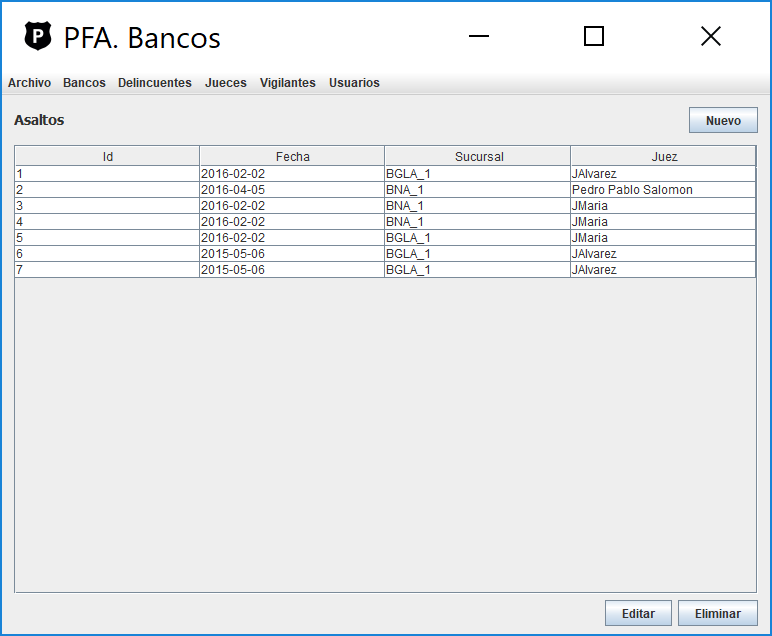 P PFA. Bancos
Archivo Bancos Delincuentes Jueces Vigilantes Usuarios
Asaltos Nuevo
Id Fecha Sucursal Juez
1 2016-02-02 BGLA_1 JAlvarez
2 2016-04-05 BNA_1 Pedro Pablo Salomon
3 2016-02-02 BNA_1 JMaria
4 2016-02-02 BNA_1 JMaria
5 2016-02-02 BGLA_1 JMaria
6 2015-05-06 BGLA_1 JAlvarez
7 2015-05-06 BGLA_1 JAlvarez
Editar Eliminar